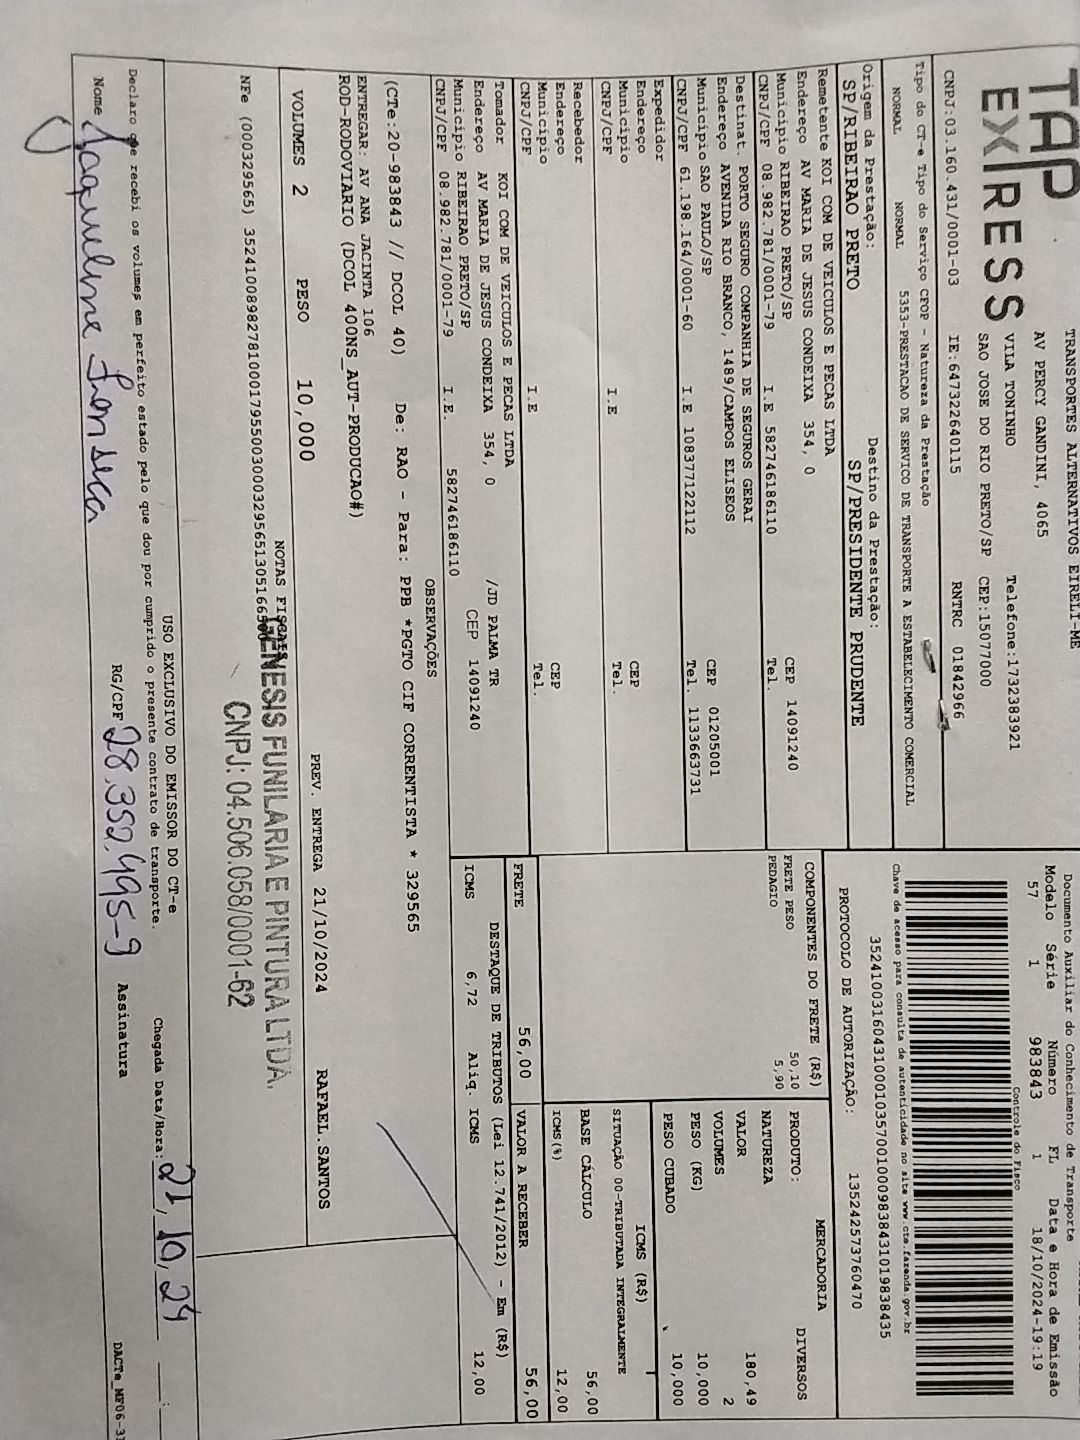 TAP
EX/RESS
TRANSPORTES ALTERNATIVOS EIRELI-ME
AV PERCY GANDINI, 4065
VILA TONINHO Telefone:1732383921
SAO JOSE DO RIO PRETO/SP CEP:15077000
CNPJ:03.160.431/0001-03 IE:647322640115 RNTRC 01842966
Documento Auxiliar do Conhecimento de Transporte
Modelo Série Número FL Data e Hora de Emissão
57 1 983843 1 18/10/2024-19:19
Controle do Fisco
Chave de acesso para consulta de autenticidade no site www.cte.fazenda.gov.br
35241003160431000103570010009838431019838435
PROTOCOLO DE AUTORIZAÇÃO: 135242573760470
Tipo do CT-e Tipo do Serviço CFOP - Natureza da Prestação
NORMAL NORMAL 5353-PRESTACAO DE SERVICO DE TRANSPORTE A ESTABELECIMENTO COMERCIAL
Origem da Prestação: Destino da Prestação:
SP/RIBEIRAO PRETO SP/PRESIDENTE PRUDENTE
Remetente KOI COM DE VEICULOS E PECAS LTDA
Endereço AV MARIA DE JESUS CONDEIXA 354, 0
Município RIBEIRAO PRETO/SP CEP 14091240
CNPJ/CPF 08.982.781/0001-79 I.E 582746186110 Tel.
Destinat. PORTO SEGURO COMPANHIA DE SEGUROS GERAI
Endereço AVENIDA RIO BRANCO, 1489/CAMPOS ELISEOS
Município SAO PAULO/SP CEP 01205001
CNPJ/CPF 61.198.164/0001-60 I.E 108377122112 Tel. 1133663731
Expedidor
Endereço
Município CEP
CNPJ/CPF I.E Tel.
Recebedor
Endereço
Município CEP
CNPJ/CPF I.E Tel.
Tomador KOI COM DE VEICULOS E PECAS LTDA
Endereço AV MARIA DE JESUS CONDEIXA 354, 0 /JD PALMA TR
Município RIBEIRAO PRETO/SP CEP 14091240
CNPJ/CPF 08.982.781/0001-79 I.E. 582746186110
COMPONENTES DO FRETE (R$)
FRETE PESO 50,10
PEDAGIO 5,90
MERCADORIA
PRODUTO: DIVERSOS
NATUREZA
VALOR 180,49
VOLUMES 2
PESO (KG) 10,000
PESO CUBADO 10,000
ICMS (R$)
SITUAÇÃO 00-TRIBUTADA INTEGRALMENTE
BASE CÁLCULO 56,00
ICMS(%) 12,00
FRETE 56,00 VALOR A RECEBER 56,00
DESTAQUE DE TRIBUTOS (Lei 12.741/2012) - Em (R$)
ICMS 6,72 Aliq. ICMS 12,00
OBSERVAÇÕES
(CTe:20-983843 // DCOL 40) De: RAO - Para: PPB *PGTO CIF CORRENTISTA * 329565
ENTREGAR: AV ANA JACINTA 106
ROD-RODOVIARIO (DCOL 400NS_AUT-PRODUCAO#)
VOLUMES 2 PESO 10,000 PREV. ENTREGA 21/10/2024 RAFAEL.SANTOS
NOTAS FISCAIS
NFe (000329565)
GENESIS FUNILARIA E PINTURA LTDA.
CNPJ: 04.506.058/0001-62
USO EXCLUSIVO DO EMISSOR DO CT-e
Declaro que recebi os volumes em perfeito estado pelo que dou por cumprido o presente contrato de transporte.
Chegada Data/Hora: 21/10/24 :
Nome Jaqueline Fonseca RG/CPF 28.352.495-9 Assinatura